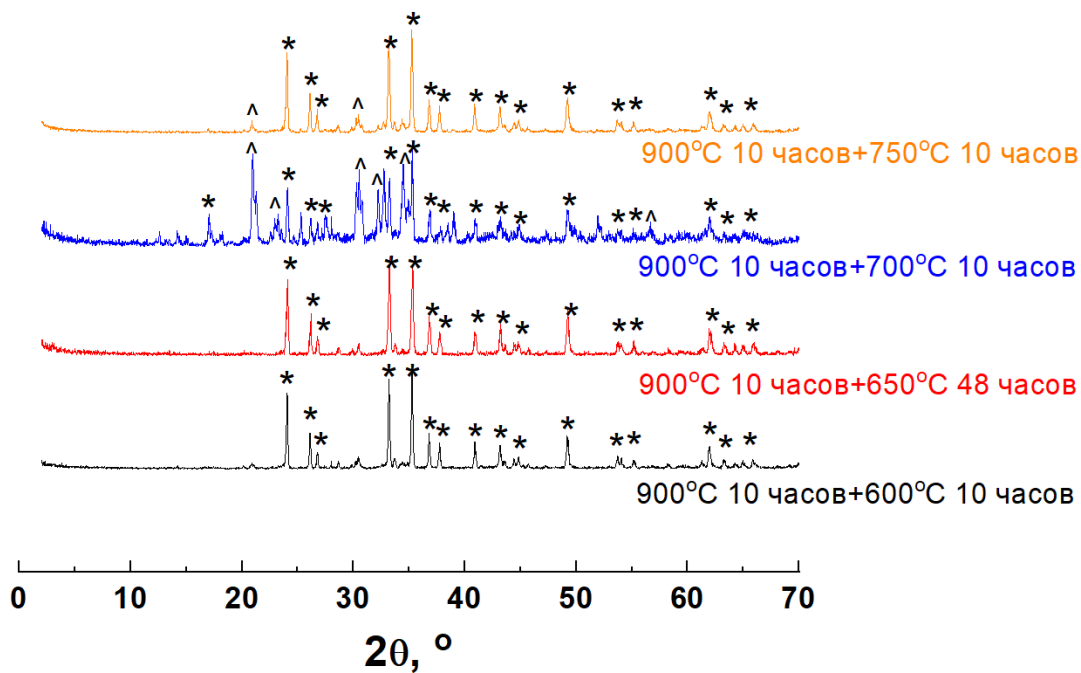 900°C 10 часов+750°C 10 часов
900°C 10 часов+700°C 10 часов
900°C 10 часов+650°C 48 часов
900°C 10 часов+600°C 10 часов
0 10 20 30 40 50 60 70
2θ, °